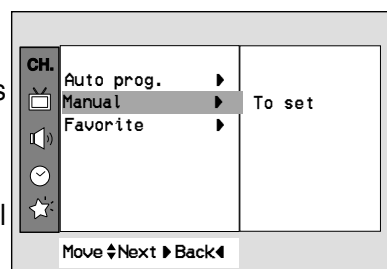 CH.
Auto prog. ▶
Manual ▶ To set
Favorite ▶
Move ▲▼ Next ▶ Back ◀
s
l